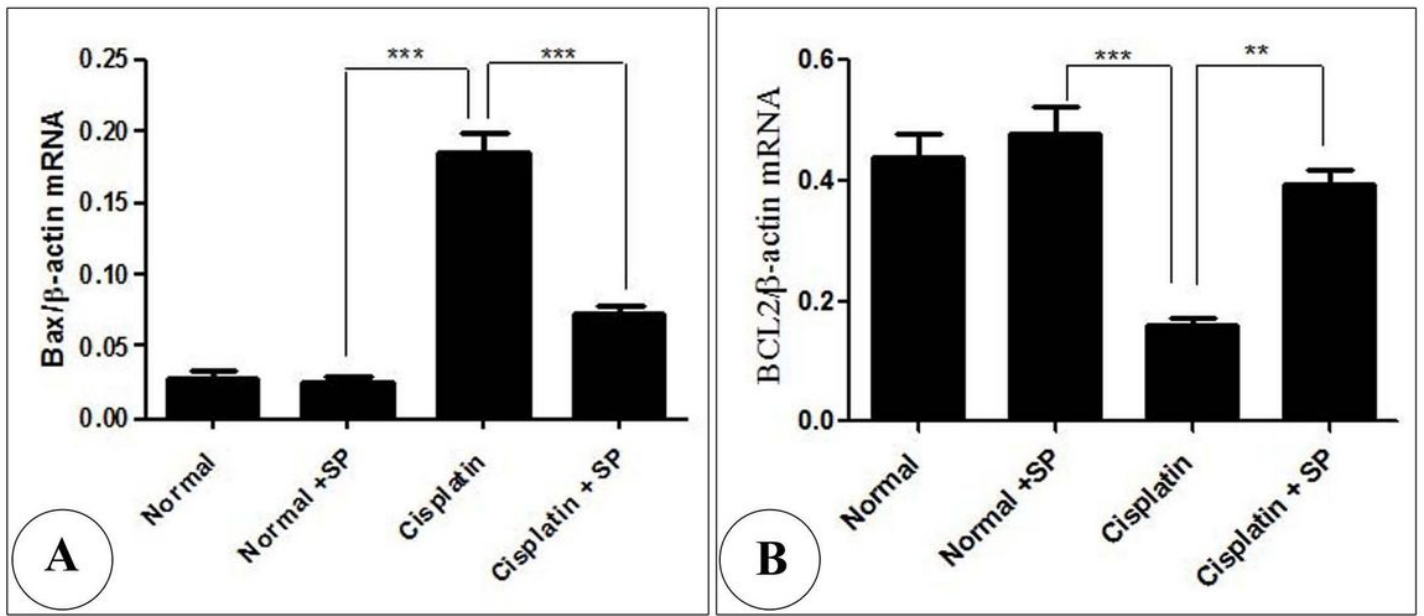 Bax/β-actin mRNA
0.25
0.20
0.15
0.10
0.05
0.00
*** ***
Normal
Normal +SP
Cisplatin
Cisplatin + SP
A
BCL2/β-actin mRNA
0.6
0.4
0.2
0.0
*** **
Normal
Normal +SP
Cisplatin
Cisplatin + SP
B